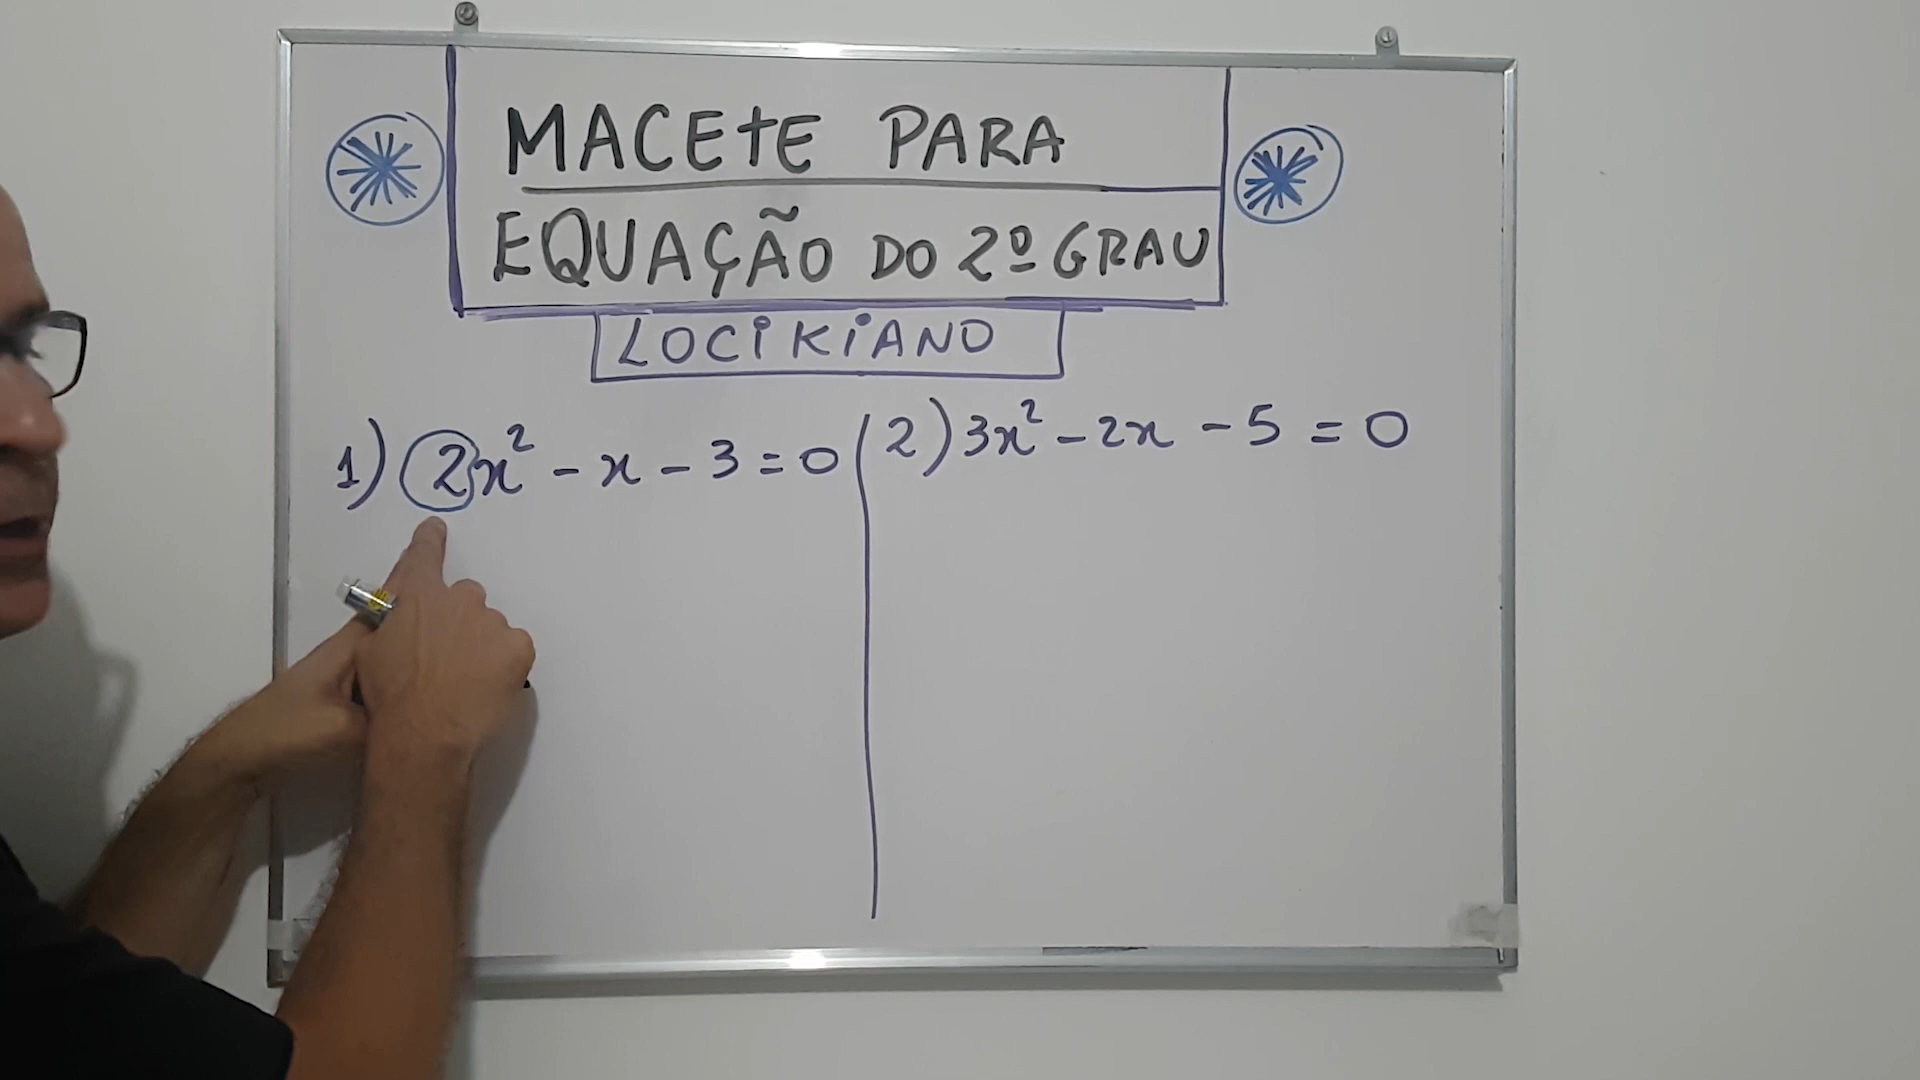 MACETE PARA
EQUAÇÃO DO 2º GRAU
LOCIKIANO
1) 2x² - x - 3 = 0
2) 3x² - 2x - 5 = 0